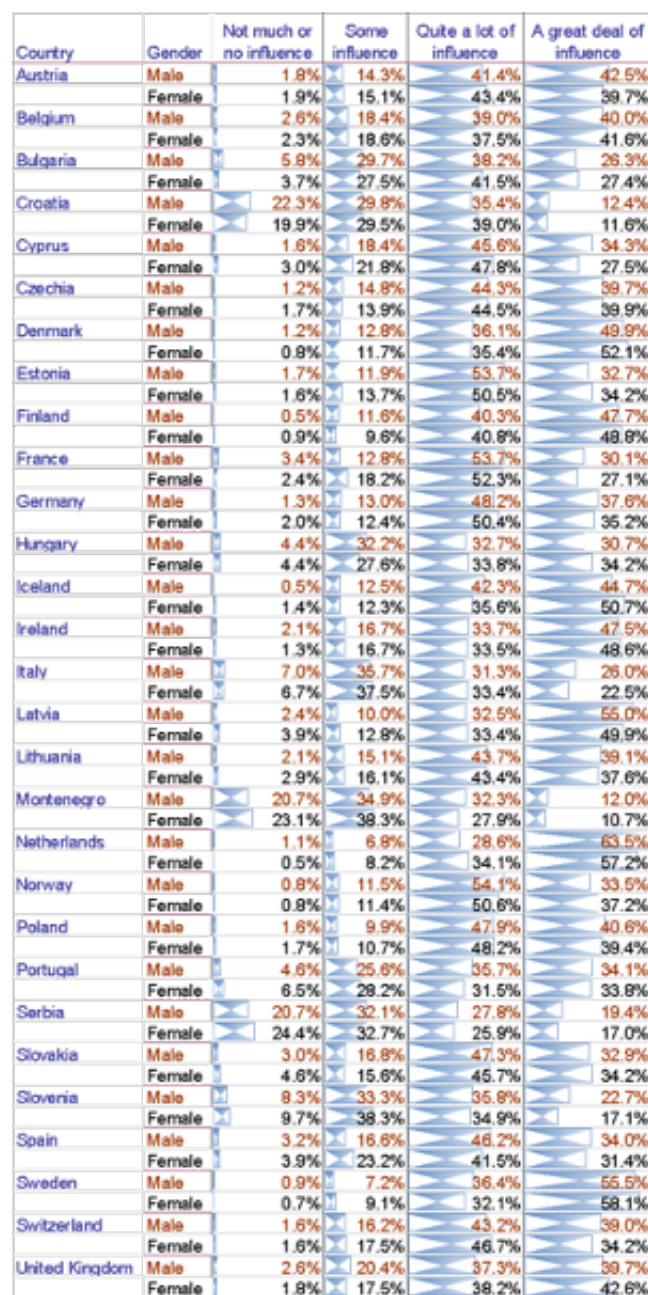 Country Gender Not much or no influence Some influence Quite a lot of influence A great deal of influence
Austria Male 1.8% 14.3% 41.4% 42.5%
Female 1.9% 15.1% 43.4% 39.7%
Belgium Male 2.6% 18.4% 39.0% 40.0%
Female 2.3% 18.6% 37.5% 41.6%
Bulgaria Male 5.8% 29.7% 38.2% 26.3%
Female 3.7% 27.5% 41.5% 27.4%
Croatia Male 22.3% 29.8% 35.4% 12.4%
Female 19.9% 29.5% 39.0% 11.6%
Cyprus Male 1.6% 18.4% 45.6% 34.3%
Female 3.0% 21.8% 47.8% 27.5%
Czechia Male 1.2% 14.8% 44.3% 39.7%
Female 1.7% 13.9% 44.5% 39.9%
Denmark Male 1.2% 12.8% 36.1% 49.9%
Female 0.8% 11.7% 35.4% 52.1%
Estonia Male 1.7% 11.9% 53.7% 32.7%
Female 1.6% 13.7% 50.5% 34.2%
Finland Male 0.5% 11.6% 40.3% 47.7%
Female 0.9% 9.6% 40.8% 48.8%
France Male 3.4% 12.8% 53.7% 30.1%
Female 2.4% 18.2% 52.3% 27.1%
Germany Male 1.3% 13.0% 48.2% 37.6%
Female 2.0% 12.4% 50.4% 35.2%
Hungary Male 4.4% 32.2% 32.7% 30.7%
Female 4.4% 27.6% 33.8% 34.2%
Iceland Male 0.5% 12.5% 42.3% 44.7%
Female 1.4% 12.3% 35.6% 50.7%
Ireland Male 2.1% 16.7% 33.7% 47.5%
Female 1.3% 16.7% 33.5% 48.6%
Italy Male 7.0% 35.7% 31.3% 26.0%
Female 6.7% 37.5% 33.4% 22.5%
Latvia Male 2.4% 10.0% 32.5% 55.0%
Female 3.9% 12.8% 33.4% 49.9%
Lithuania Male 2.1% 15.1% 43.7% 39.1%
Female 2.9% 16.1% 43.4% 37.6%
Montenegro Male 20.7% 34.9% 32.3% 12.0%
Female 23.1% 38.3% 27.9% 10.7%
Netherlands Male 1.1% 6.8% 28.6% 63.5%
Female 0.5% 8.2% 34.1% 57.2%
Norway Male 0.8% 11.5% 54.1% 33.5%
Female 0.8% 11.4% 50.6% 37.2%
Poland Male 1.6% 9.9% 47.9% 40.6%
Female 1.7% 10.7% 48.2% 39.4%
Portugal Male 4.6% 25.6% 35.7% 34.1%
Female 6.5% 28.2% 31.5% 33.8%
Serbia Male 20.7% 32.1% 27.8% 19.4%
Female 24.4% 32.7% 25.9% 17.0%
Slovakia Male 3.0% 16.8% 47.3% 32.9%
Female 4.6% 15.6% 45.7% 34.2%
Slovenia Male 8.3% 33.3% 35.8% 22.7%
Female 9.7% 38.3% 34.9% 17.1%
Spain Male 3.2% 16.6% 46.2% 34.0%
Female 3.9% 23.2% 41.5% 31.4%
Sweden Male 0.9% 7.2% 36.4% 55.5%
Female 0.7% 9.1% 32.1% 58.1%
Switzerland Male 1.6% 16.2% 43.2% 39.0%
Female 1.6% 17.5% 46.7% 34.2%
United Kingdom Male 2.6% 20.4% 37.3% 39.7%
Female 1.8% 17.5% 38.2% 42.6%